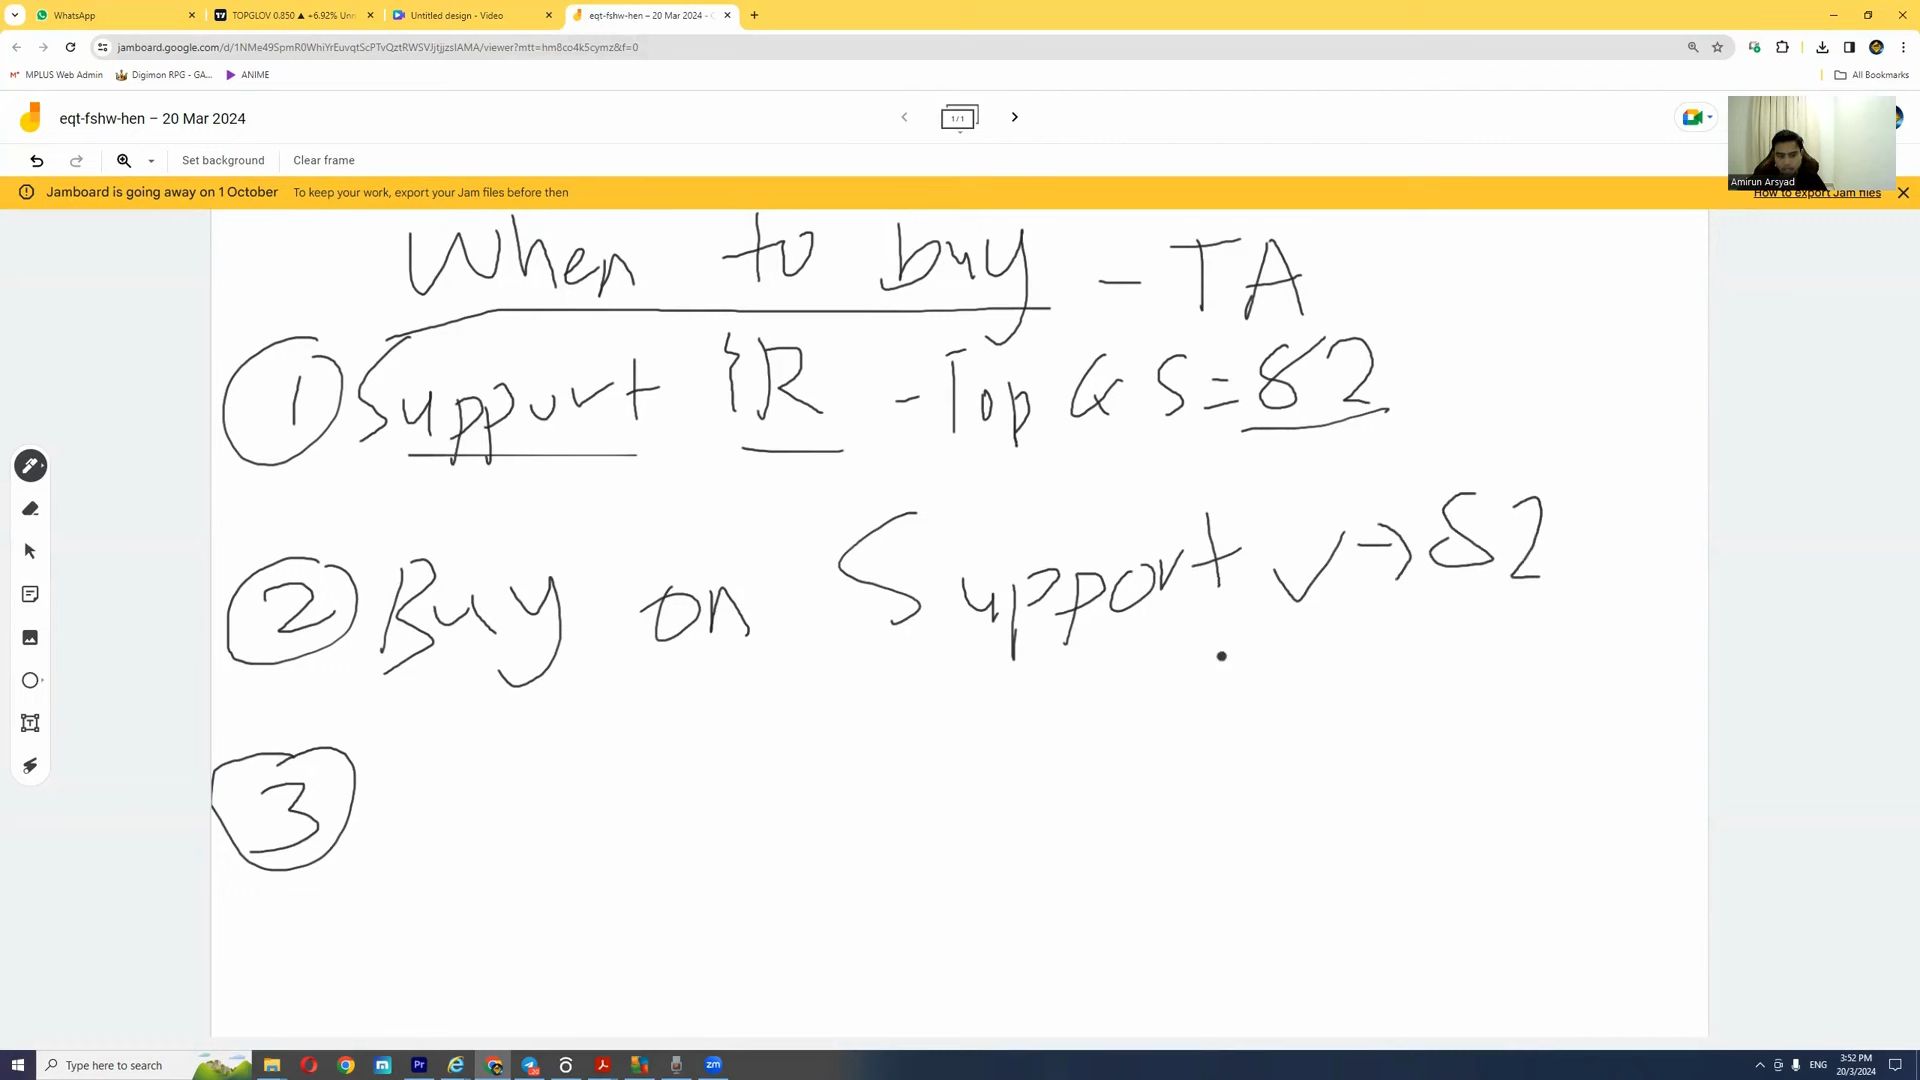 WhatsApp
TOPGLOV 0.850 ▲ +6.92% Unn
Untitled design - Video
eqt-fshw-hen – 20 Mar 2024 -
jamboard.google.com/d/1NMe49SpmR0WhiYrEuvqtScPTvQztRWSVJjtjjzsIAMA/viewer?mtt=hm8co4k5cymz&f=0
MPLUS Web Admin
Digimon RPG - GA...
ANIME
All Bookmarks
eqt-fshw-hen – 20 Mar 2024
1/1
Set background
Clear frame
Amirun Arsyad
Jamboard is going away on 1 October
To keep your work, export your Jam files before then
How to export Jam files
When to buy - TA
1 Support & R - Top G S = 82
2 Buy on Support ✓ → 82
3
Type here to search
Pr
zm
ENG
3:52 PM
20/3/2024